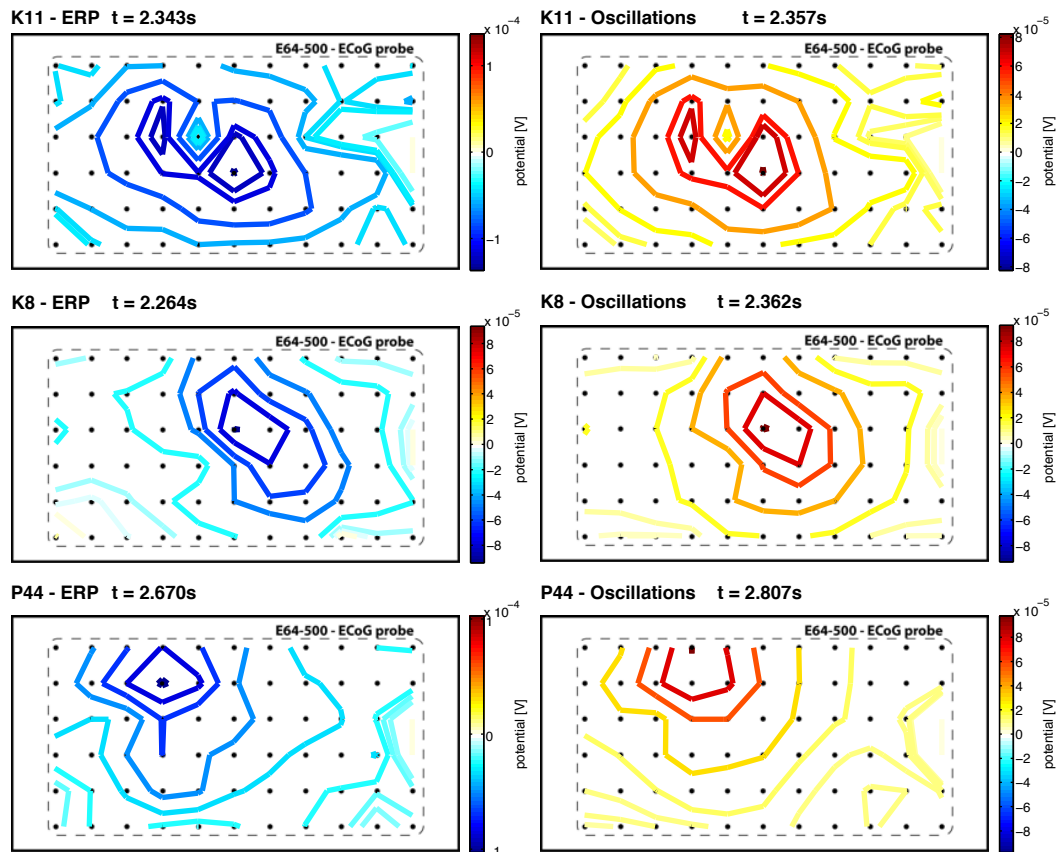 K11 - ERP t = 2.343s
x 10⁻⁴
E64-500 - ECoG probe
1
0
−1
potential [V]
K11 - Oscillations t = 2.357s
x 10⁻⁵
E64-500 - ECoG probe
8
6
4
2
0
−2
−4
−6
−8
potential [V]
K8 - ERP t = 2.264s
x 10⁻⁵
E64-500 - ECoG probe
8
6
4
2
0
−2
−4
−6
−8
potential [V]
K8 - Oscillations t = 2.362s
x 10⁻⁵
E64-500 - ECoG probe
8
6
4
2
0
−2
−4
−6
−8
potential [V]
P44 - ERP t = 2.670s
x 10⁻⁴
E64-500 - ECoG probe
1
0
potential [V]
P44 - Oscillations t = 2.807s
x 10⁻⁵
E64-500 - ECoG probe
8
6
4
2
0
−2
−4
−6
−8
potential [V]